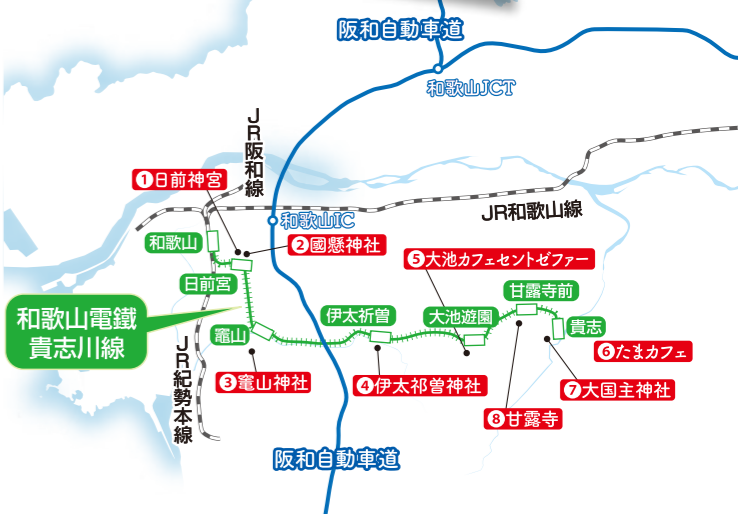 阪和自動車道
和歌山JCT
JR阪和線
❶日前神宮
和歌山IC
JR和歌山線
和歌山
❷國懸神社
❺大池カフェセントゼファー
日前宮
甘露寺前
和歌山電鐵
貴志川線
伊太祈曽
大池遊園
貴志
竈山
❻たまカフェ
JR紀勢本線
❸竈山神社
❹伊太祁曽神社
❼大国主神社
❽甘露寺
阪和自動車道